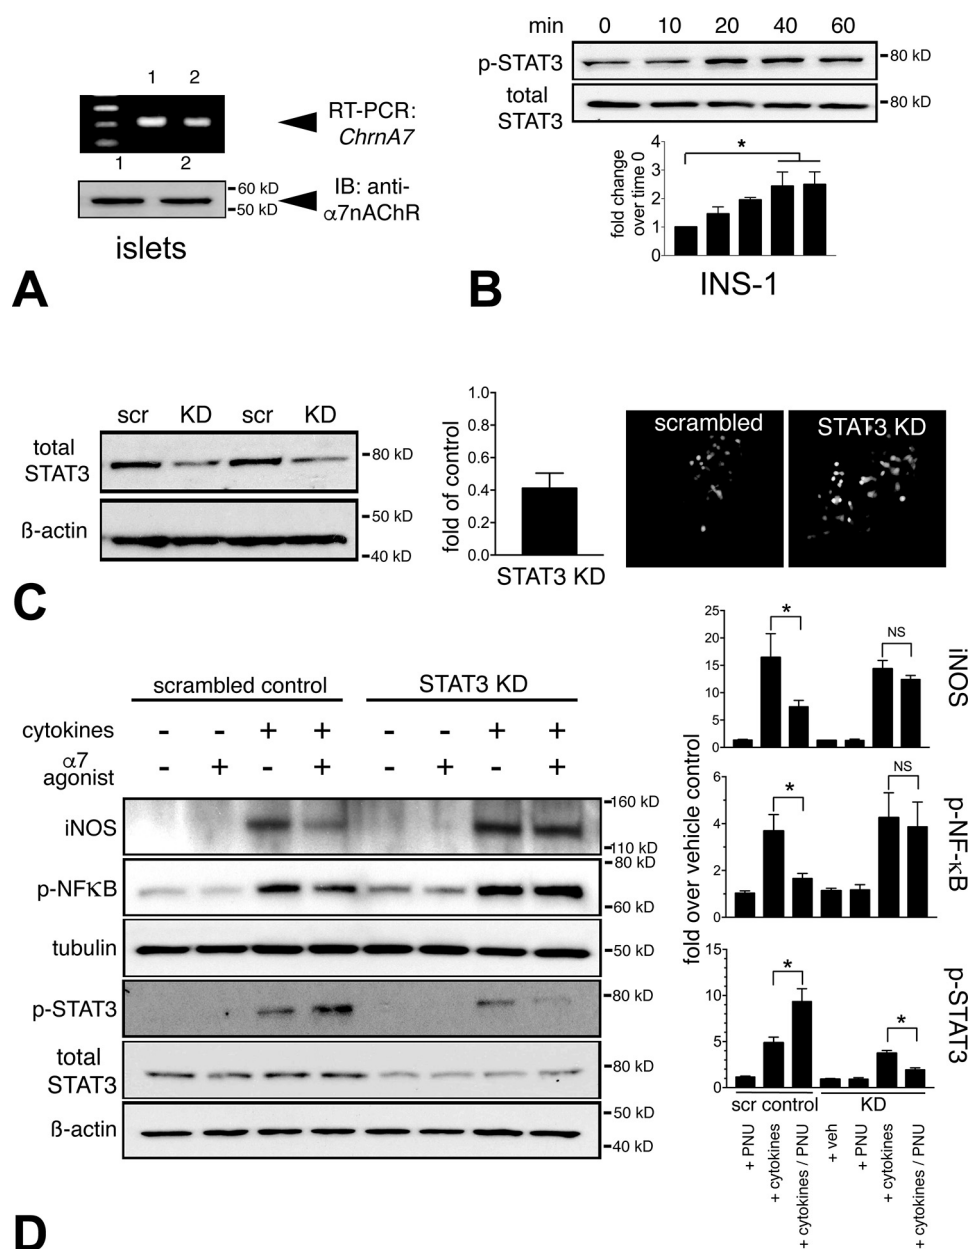 1 2
RT-PCR:
ChrnA7
1 2
60 kD
50 kD
IB: anti-
α7nAChR
islets
A
min 0 10 20 40 60
p-STAT3
80 kD
total
STAT3
80 kD
fold change
over time 0
4
3
2
1
0
*
INS-1
B
scr KD scr KD
total
STAT3
80 kD
ß-actin
50 kD
40 kD
fold of control
1.0
0.8
0.6
0.4
0.2
0.0
STAT3 KD
scrambled
STAT3 KD
C
scrambled control STAT3 KD
cytokines - - + + - - + +
α7
agonist
- + - + - + - +
iNOS
160 kD
110 kD
p-NFκB
80 kD
60 kD
tubulin
50 kD
p-STAT3
80 kD
total
STAT3
80 kD
ß-actin
50 kD
40 kD
fold over vehicle control
25
20
15
10
5
0
*
NS
iNOS
6
4
2
0
*
NS
p-NF-κB
15
10
5
0
*
*
p-STAT3
scr control KD
+ PNU
+ cytokines
+ cytokines / PNU
+ veh
+ PNU
+ cytokines
+ cytokines / PNU
D